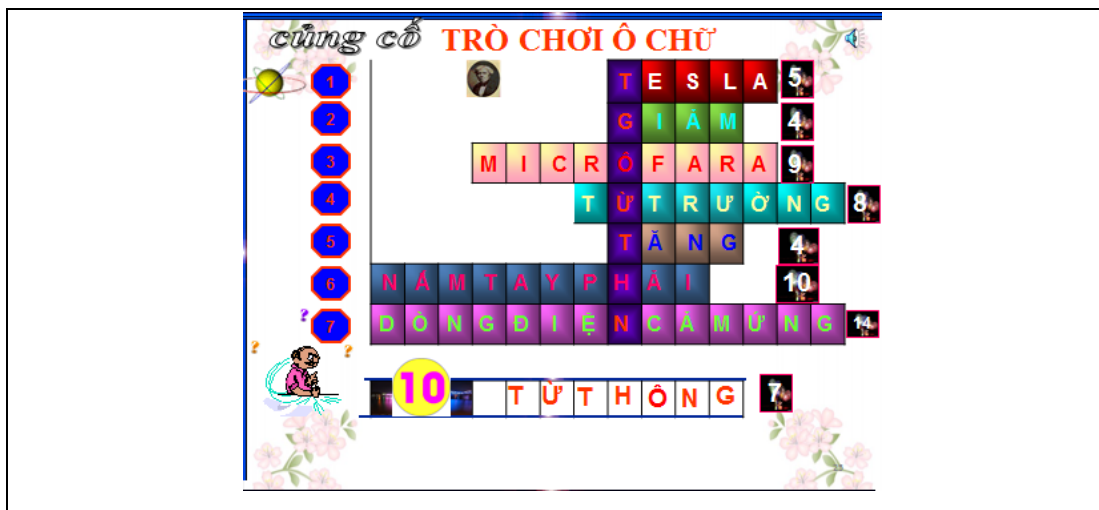 củng cố TRÒ CHƠI Ô CHỮ
1 TESLA 5
2 GIẢM 4
3 MICRÔFARA 9
4 TỪTRƯỜNG 8
5 TĂNG 4
6 NẮMTAYPHẢI 10
7 DÒNGĐIỆNCẢMỨNG 14
10 TỪTHÔNG 7